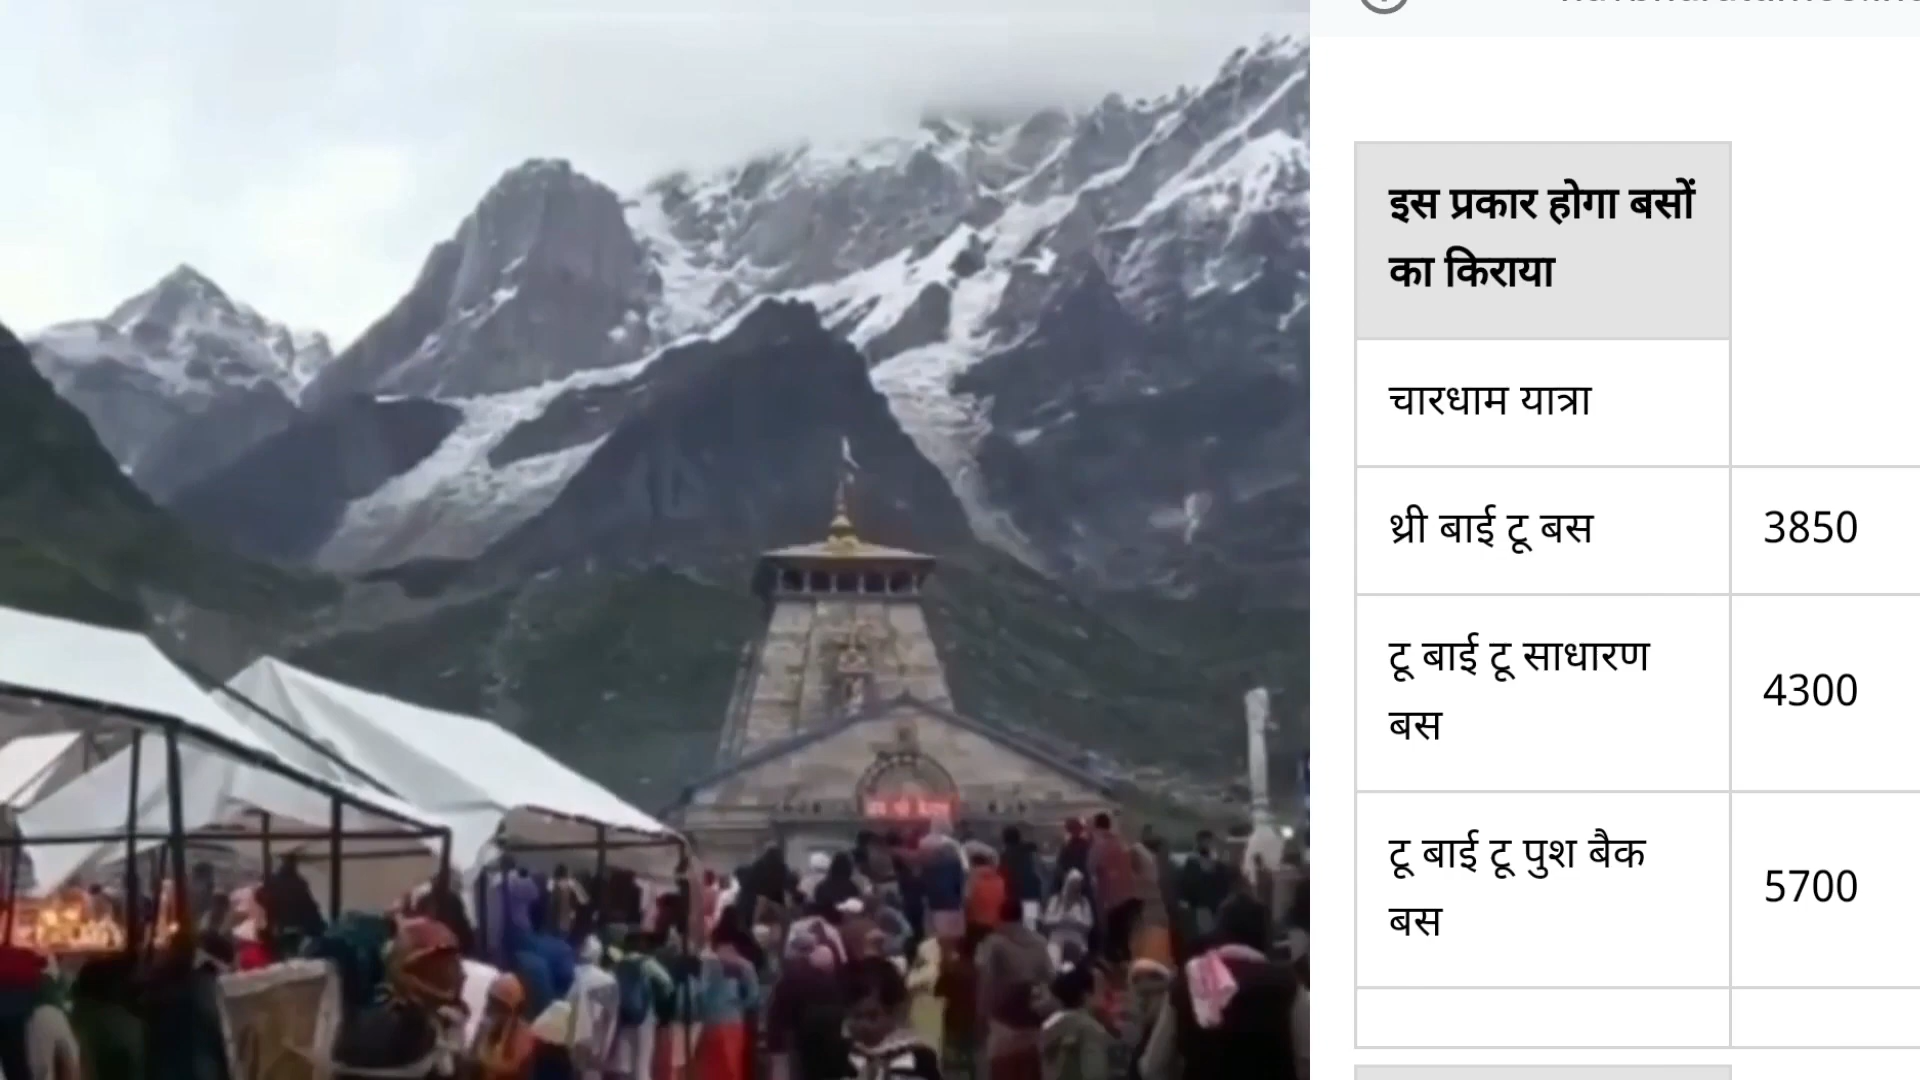 इस प्रकार होगा बसों
का किराया
चारधाम यात्रा
थ्री बाई टू बस 3850
टू बाई टू साधारण
बस
4300
टू बाई टू पुश बैक
बस
5700